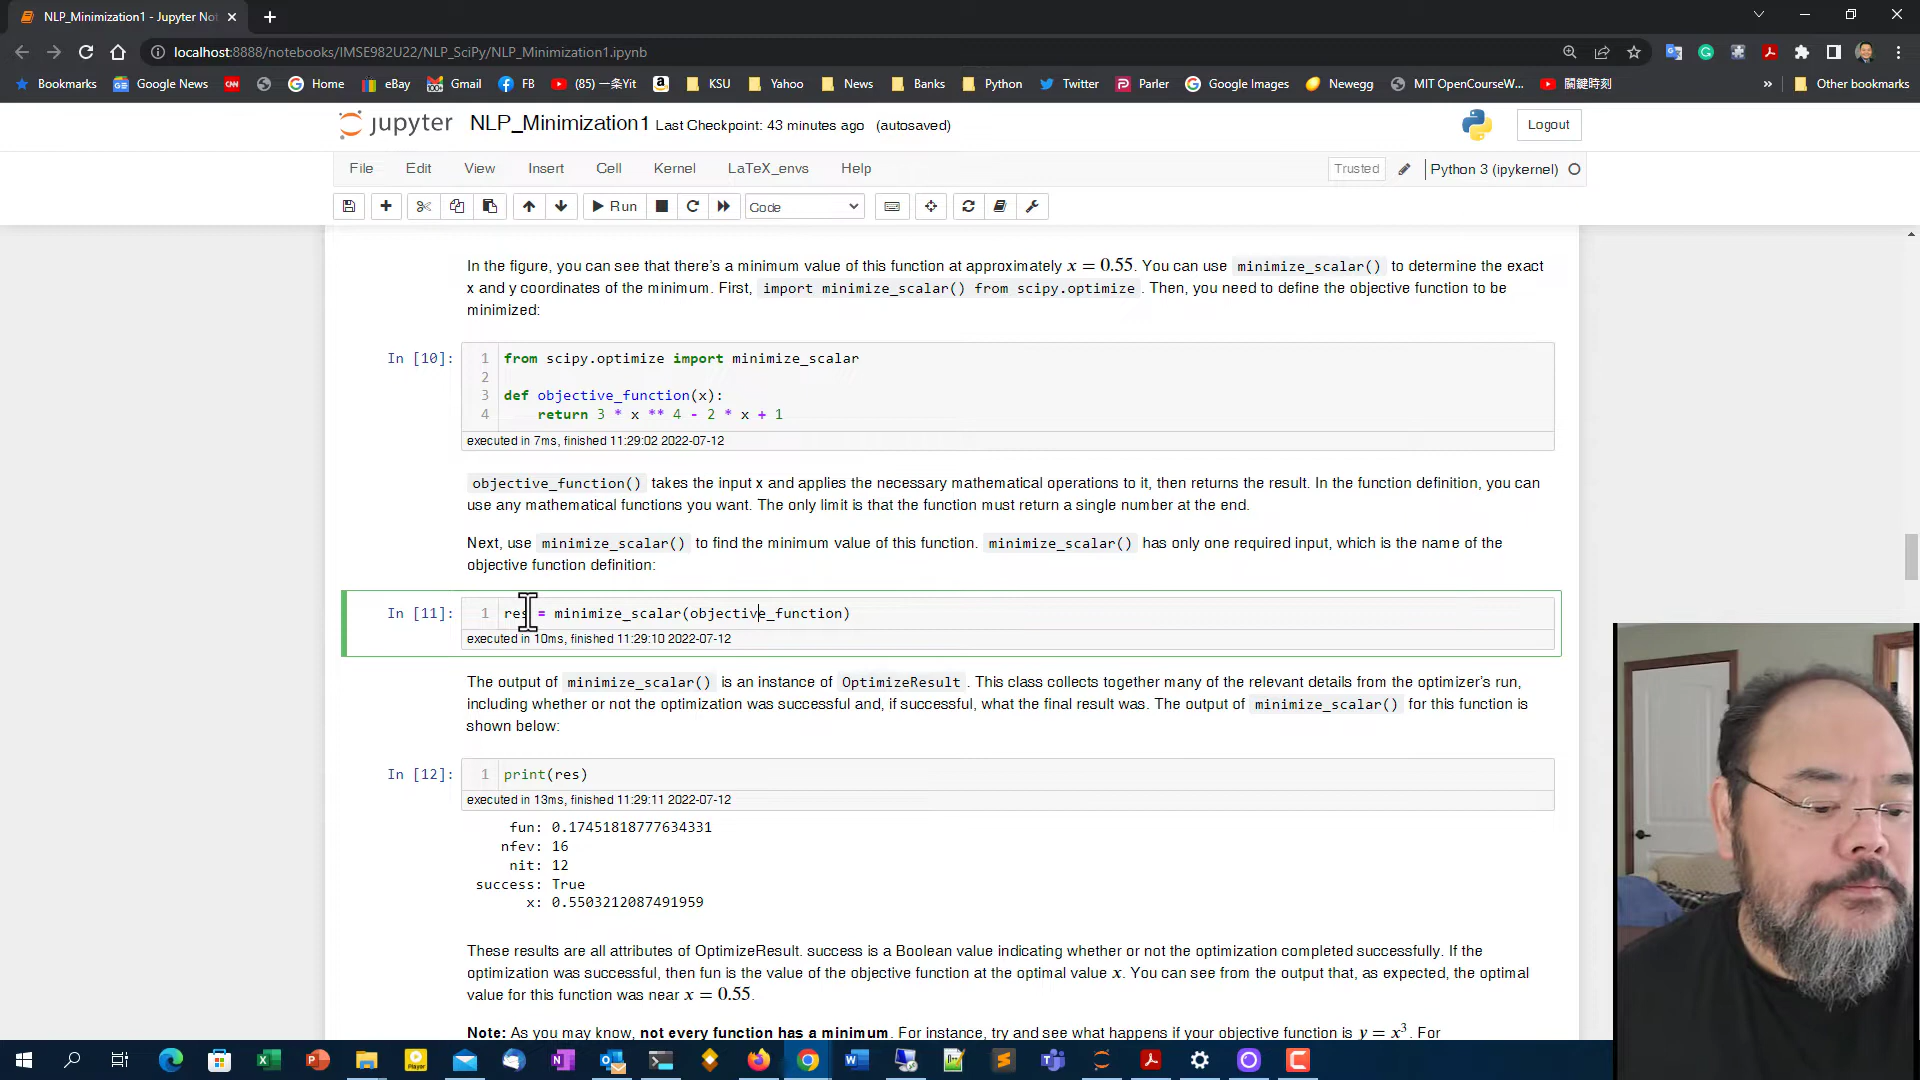 NLP_Minimization1 - Jupyter Not
localhost:8888/notebooks/IMSE982U22/NLP_SciPy/NLP_Minimization1.ipynb
Bookmarks Google News CNN Home eBay Gmail FB (85) 一条Yit KSU Yahoo News Banks Python Twitter Parler Google Images Newegg MIT OpenCourseW... 關鍵時刻 » Other bookmarks
jupyter NLP_Minimization1 Last Checkpoint: 43 minutes ago (autosaved) Logout
File Edit View Insert Cell Kernel LaTeX_envs Help Trusted Python 3 (ipykernel)
Run Code
In the figure, you can see that there's a minimum value of this function at approximately x = 0.55. You can use minimize_scalar() to determine the exact
x and y coordinates of the minimum. First, import minimize_scalar() from scipy.optimize . Then, you need to define the objective function to be
minimized:
In [10]: 1 from scipy.optimize import minimize_scalar
2
3 def objective_function(x):
4 return 3 * x ** 4 - 2 * x + 1
executed in 7ms, finished 11:29:02 2022-07-12
objective_function() takes the input x and applies the necessary mathematical operations to it, then returns the result. In the function definition, you can
use any mathematical functions you want. The only limit is that the function must return a single number at the end.
Next, use minimize_scalar() to find the minimum value of this function. minimize_scalar() has only one required input, which is the name of the
objective function definition:
In [11]: 1 res = minimize_scalar(objective_function)
executed in 10ms, finished 11:29:10 2022-07-12
The output of minimize_scalar() is an instance of OptimizeResult . This class collects together many of the relevant details from the optimizer's run,
including whether or not the optimization was successful and, if successful, what the final result was. The output of minimize_scalar() for this function is
shown below:
In [12]: 1 print(res)
executed in 13ms, finished 11:29:11 2022-07-12
fun: 0.17451818777634331
nfev: 16
nit: 12
success: True
x: 0.5503212087491959
These results are all attributes of OptimizeResult. success is a Boolean value indicating whether or not the optimization completed successfully. If the
optimization was successful, then fun is the value of the objective function at the optimal value x. You can see from the output that, as expected, the optimal
value for this function was near x = 0.55.
Note: As you may know, not every function has a minimum. For instance, try and see what happens if your objective function is y = x³. For